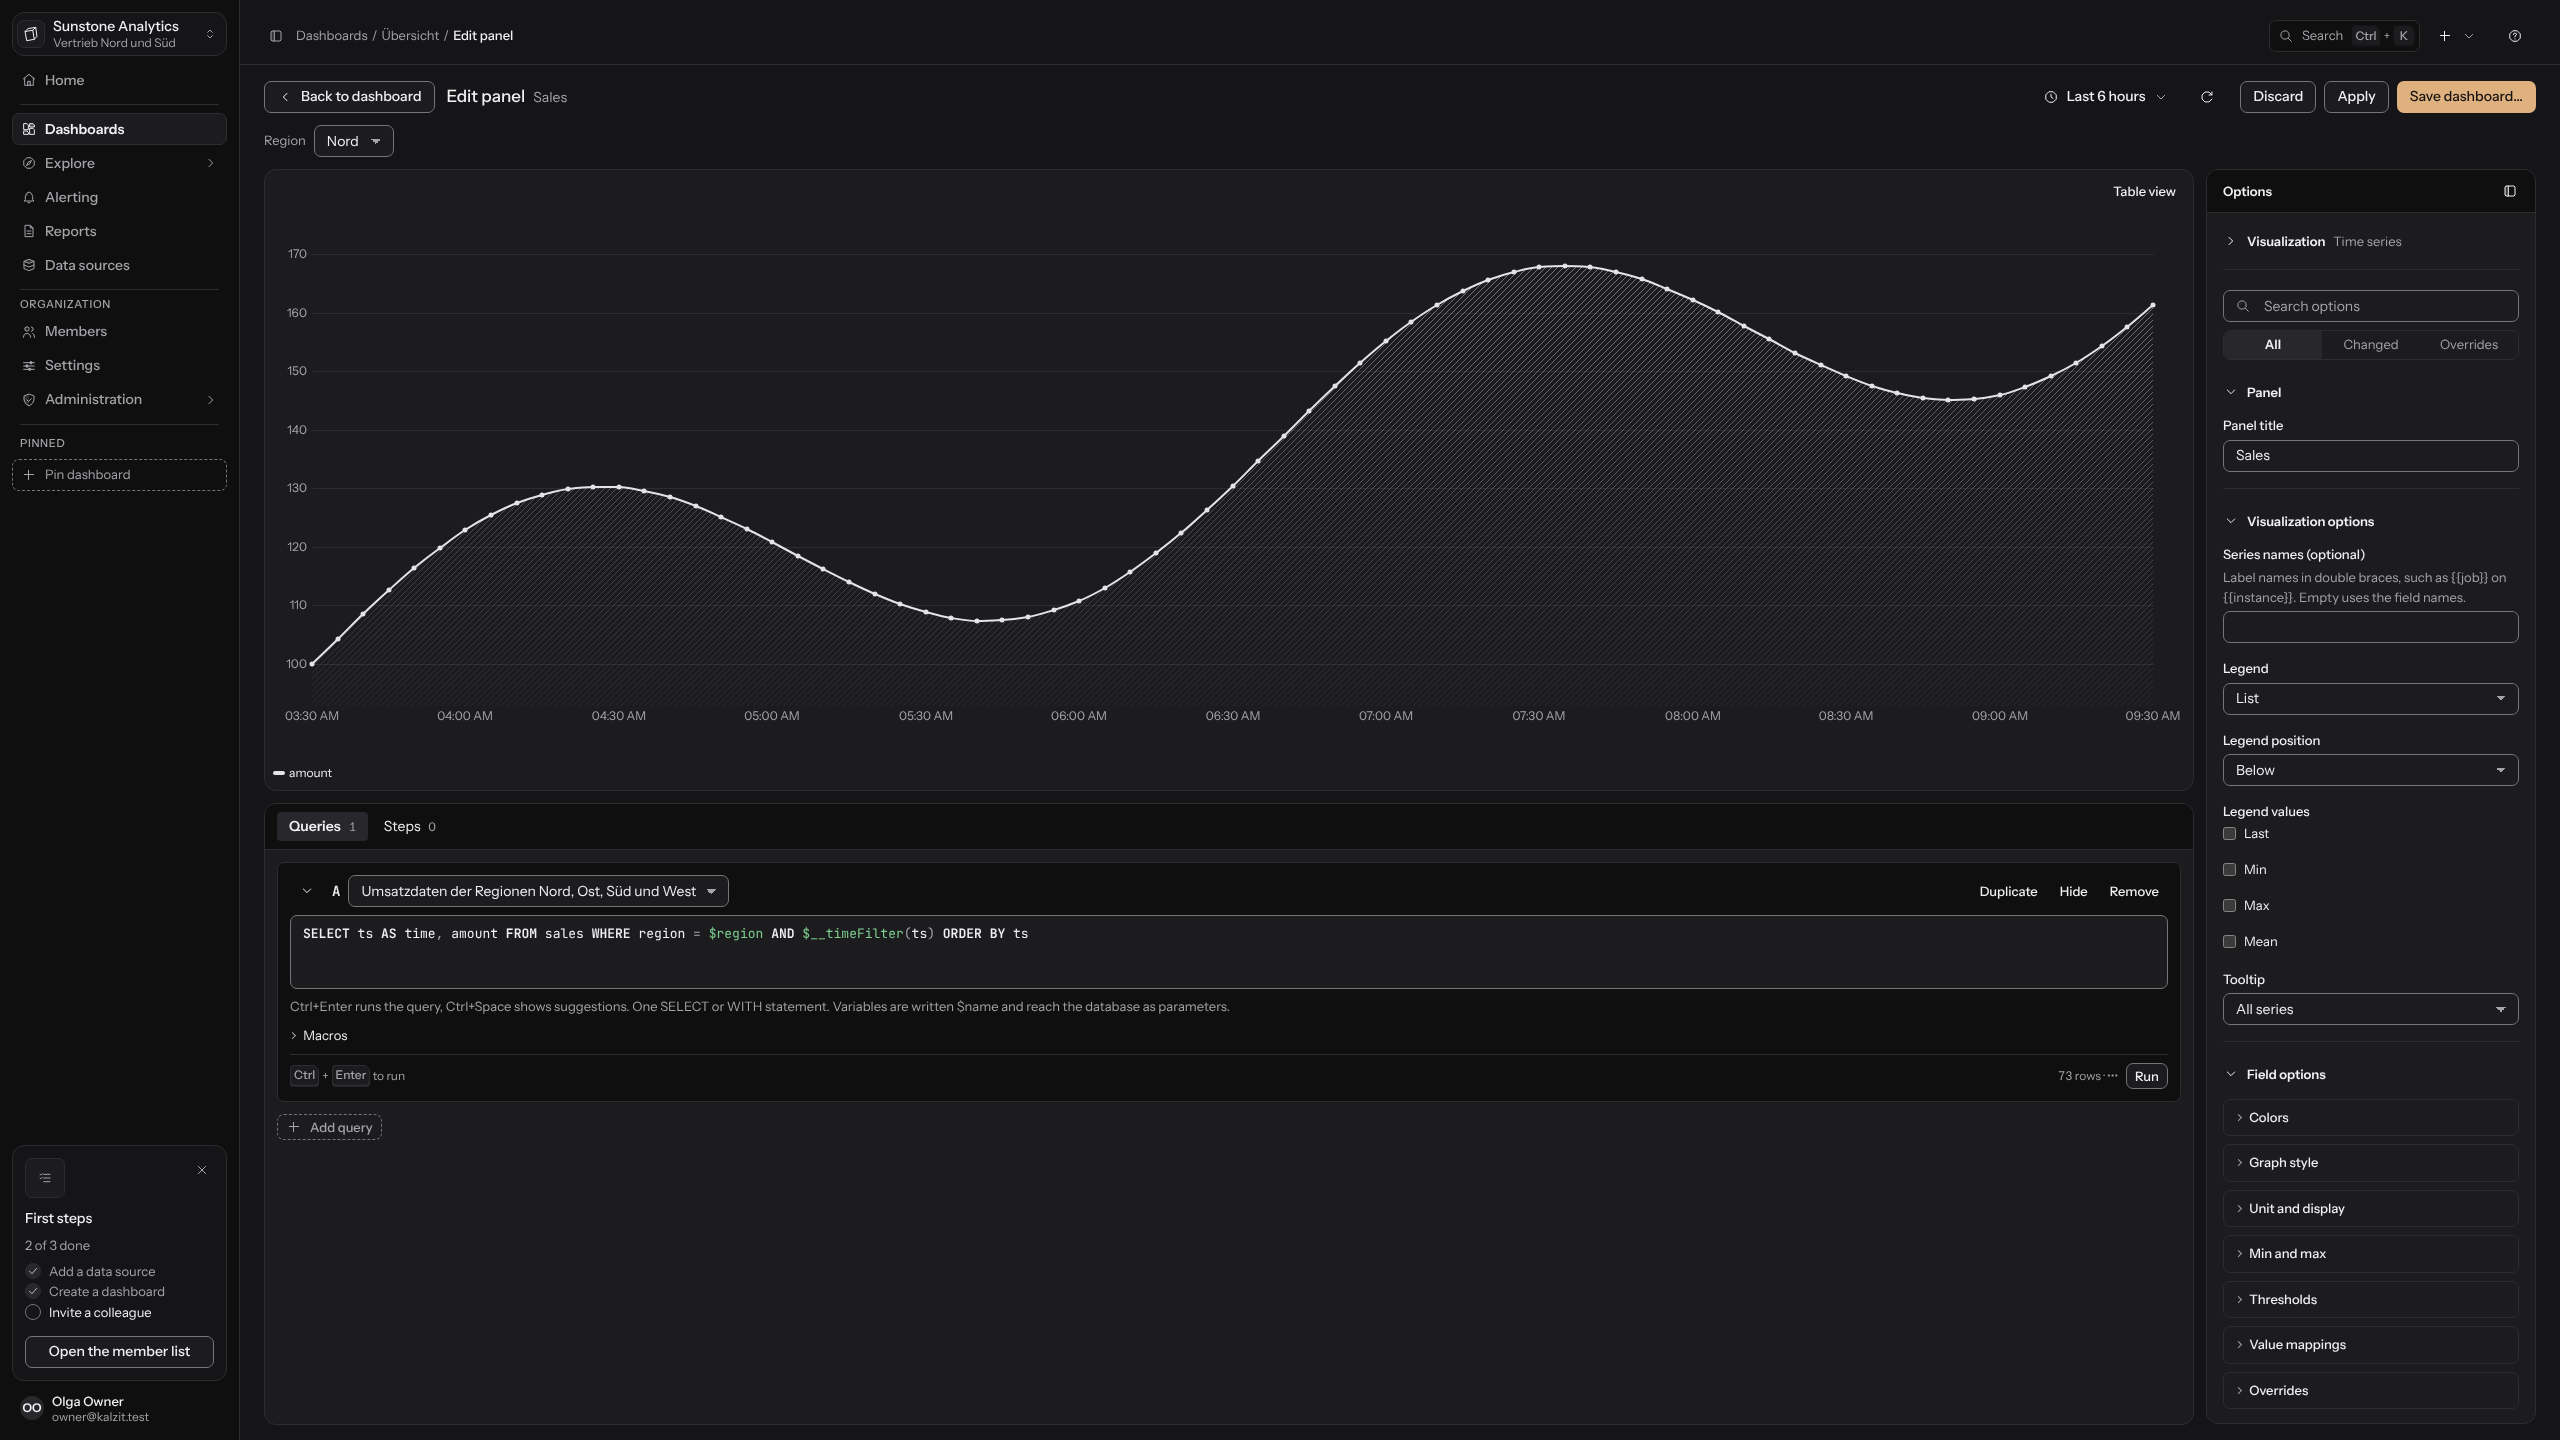 Sunstone Analytics
Vertrieb Nord und Süd
Home
Dashboards
Explore
Alerting
Reports
Data sources
ORGANIZATION
Members
Settings
Administration
PINNED
Pin dashboard
First steps
2 of 3 done
Add a data source
Create a dashboard
Invite a colleague
Open the member list
OO
Olga Owner
owner@kalzit.test
Dashboards / Übersicht / Edit panel
Search Ctrl + K
Back to dashboard
Edit panel Sales
Last 6 hours
Discard
Apply
Save dashboard...
Region Nord
Table view
170
160
150
140
130
120
110
100
03:30 AM 04:00 AM 04:30 AM 05:00 AM 05:30 AM 06:00 AM 06:30 AM 07:00 AM 07:30 AM 08:00 AM 08:30 AM 09:00 AM 09:30 AM
amount
Queries 1 Steps 0
A Umsatzdaten der Regionen Nord, Ost, Süd und West
Duplicate Hide Remove
SELECT ts AS time, amount FROM sales WHERE region = $region AND $__timeFilter(ts) ORDER BY ts
Ctrl+Enter runs the query, Ctrl+Space shows suggestions. One SELECT or WITH statement. Variables are written $name and reach the database as parameters.
Macros
Ctrl + Enter to run
73 rows · ···
Run
Add query
Options
Visualization Time series
Search options
All Changed Overrides
Panel
Panel title
Sales
Visualization options
Series names (optional)
Label names in double braces, such as {{job}} on
{{instance}}. Empty uses the field names.
Legend
List
Legend position
Below
Legend values
Last
Min
Max
Mean
Tooltip
All series
Field options
Colors
Graph style
Unit and display
Min and max
Thresholds
Value mappings
Overrides